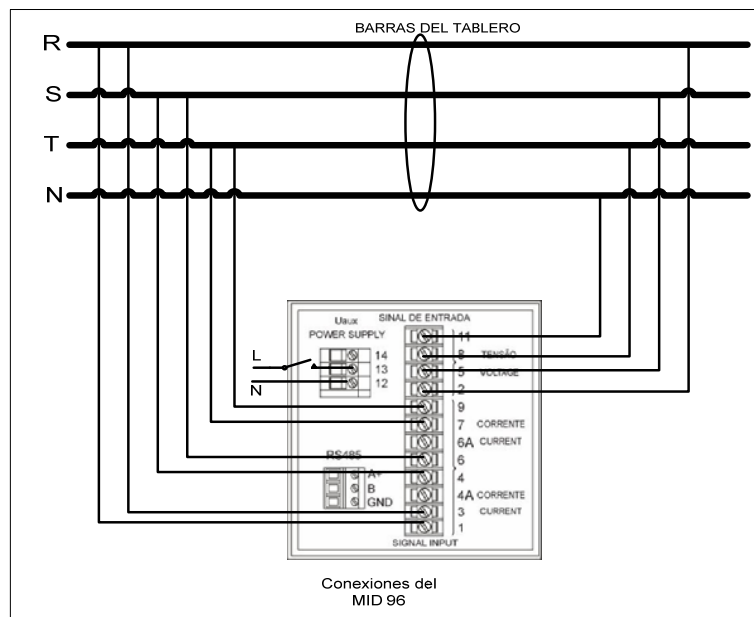 BARRAS DEL TABLERO
R
S
T
N
Uaux
POWER SUPPLY
SINAL DE ENTRADA
L
N
14
13
12
11
8 TENSÃO
5 VOLTAGE
2
9
7 CORRENTE
6A CURRENT
6
4
4A CORRENTE
3 CURRENT
1
RS485
A+
B
GND
SIGNAL INPUT
Conexiones del
MID 96